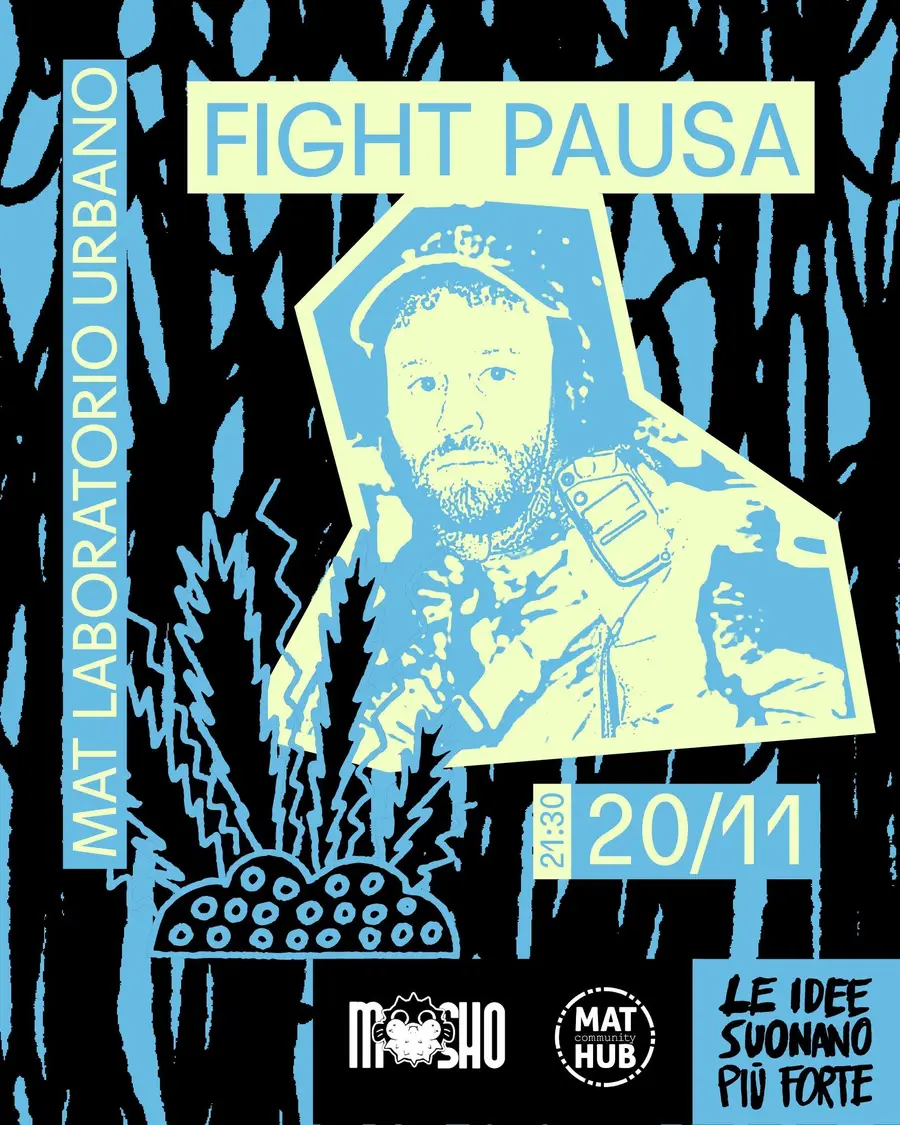 MAT LABORATORIO URBANO
FIGHT PAUSA
21:30
20/11
MOSHO
MAT
community
HUB
LE IDEE
SUONANO
PIÙ FORTE